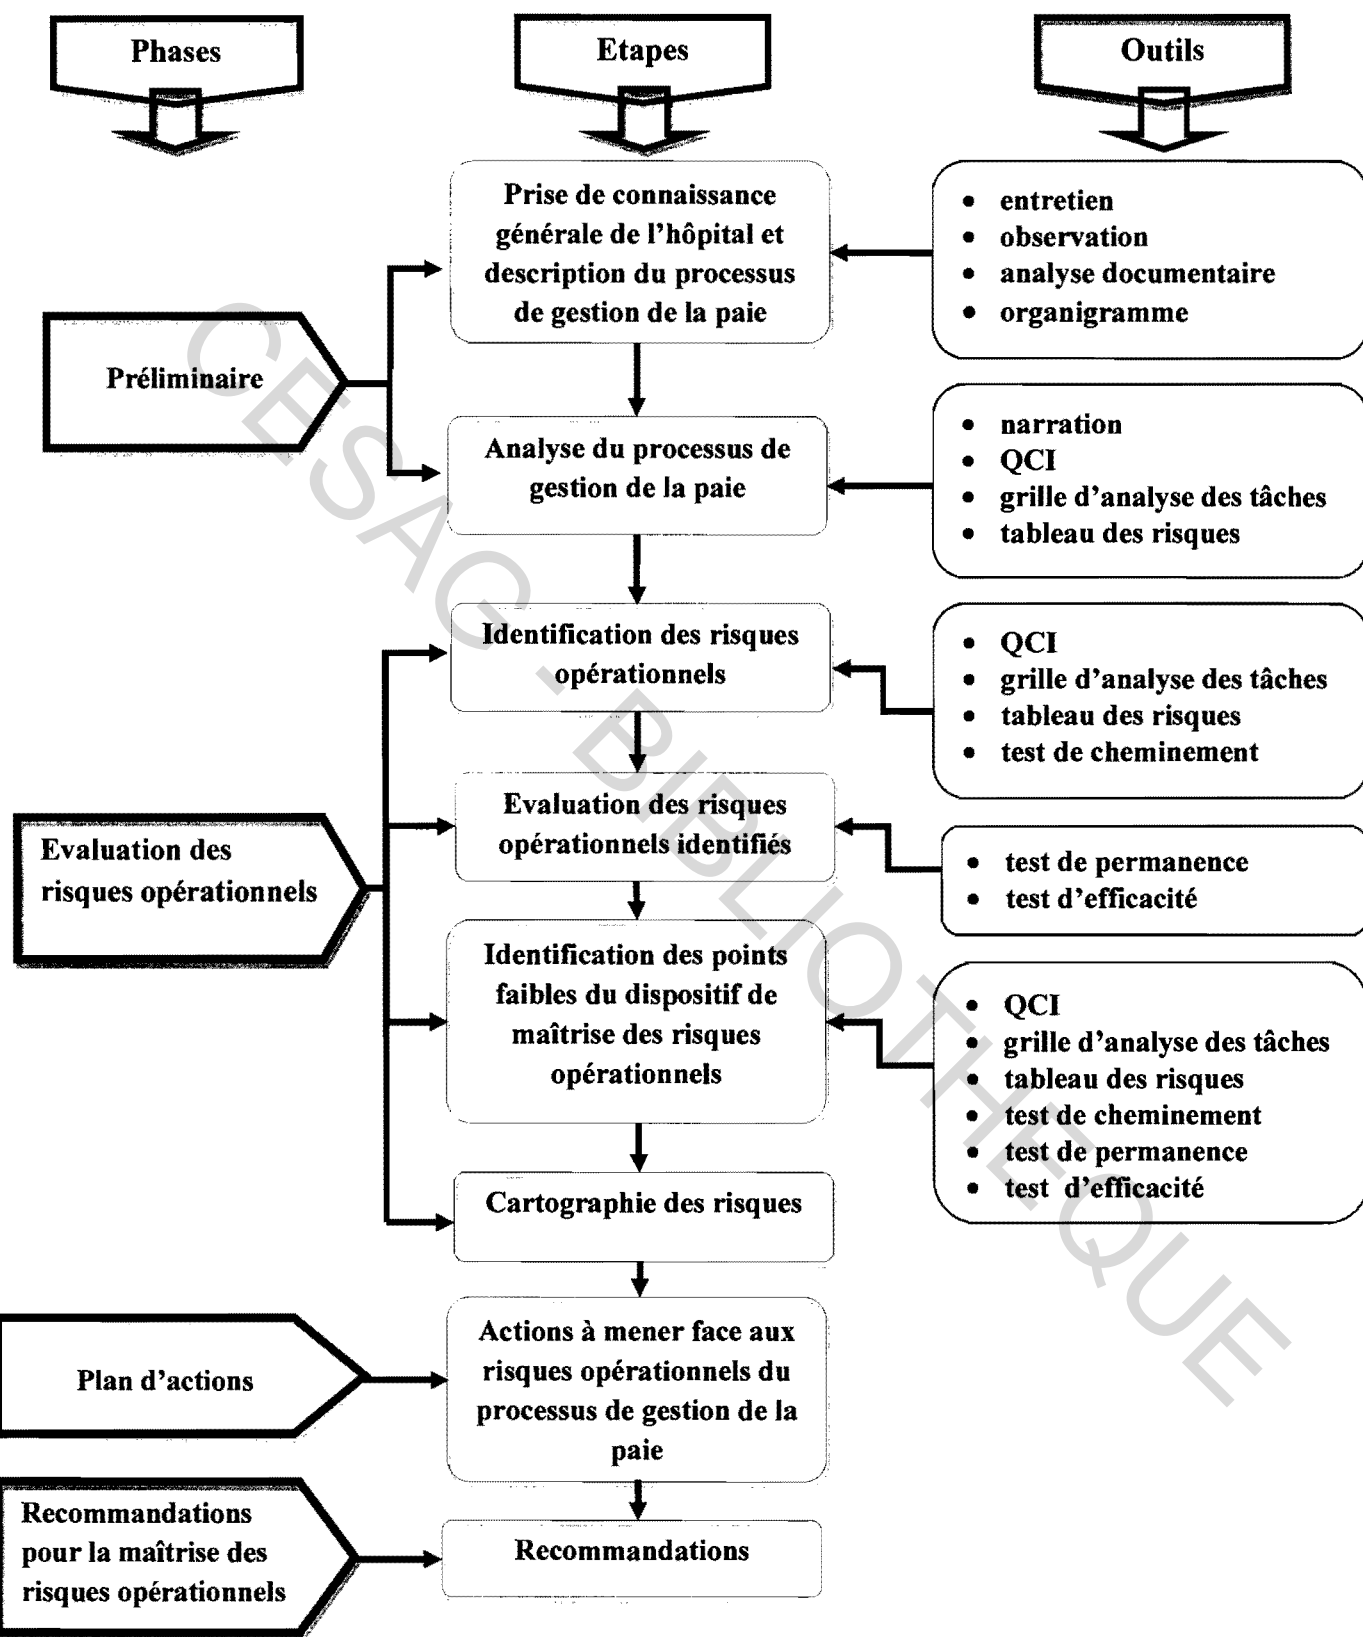 Phases
Etapes
Outils
Prise de connaissance
générale de l'hôpital et
description du processus
de gestion de la paie
• entretien
• observation
• analyse documentaire
• organigramme
Préliminaire
Analyse du processus de
gestion de la paie
• narration
• QCI
• grille d'analyse des tâches
• tableau des risques
Identification des risques
opérationnels
• QCI
• grille d'analyse des tâches
• tableau des risques
• test de cheminement
Evaluation des
risques opérationnels
Evaluation des risques
opérationnels identifiés
• test de permanence
• test d'efficacité
Identification des points
faibles du dispositif de
maîtrise des risques
opérationnels
• QCI
• grille d'analyse des tâches
• tableau des risques
• test de cheminement
• test de permanence
• test d'efficacité
Cartographie des risques
Plan d'actions
Actions à mener face aux
risques opérationnels du
processus de gestion de la
paie
Recommandations
pour la maîtrise des
risques opérationnels
Recommandations
CESAG - BIBLIOTHEQUE